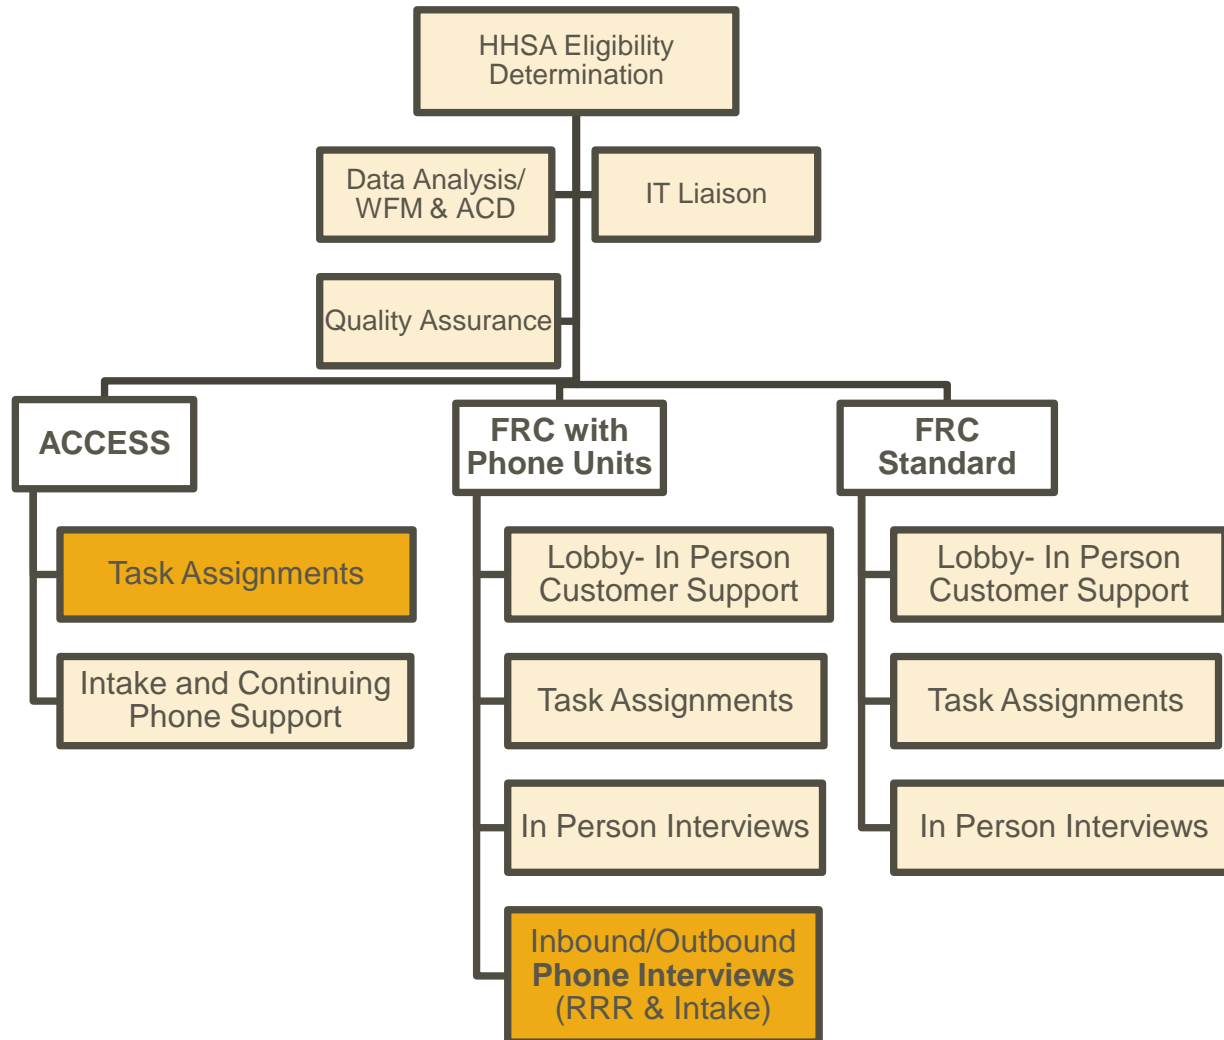 HHSA Eligibility
Determination
Data Analysis/
WFM & ACD
IT Liaison
Quality Assurance
ACCESS
Task Assignments
Intake and Continuing
Phone Support
FRC with
Phone Units
Lobby- In Person
Customer Support
Task Assignments
In Person Interviews
Inbound/Outbound
Phone Interviews
(RRR & Intake)
FRC
Standard
Lobby- In Person
Customer Support
Task Assignments
In Person Interviews